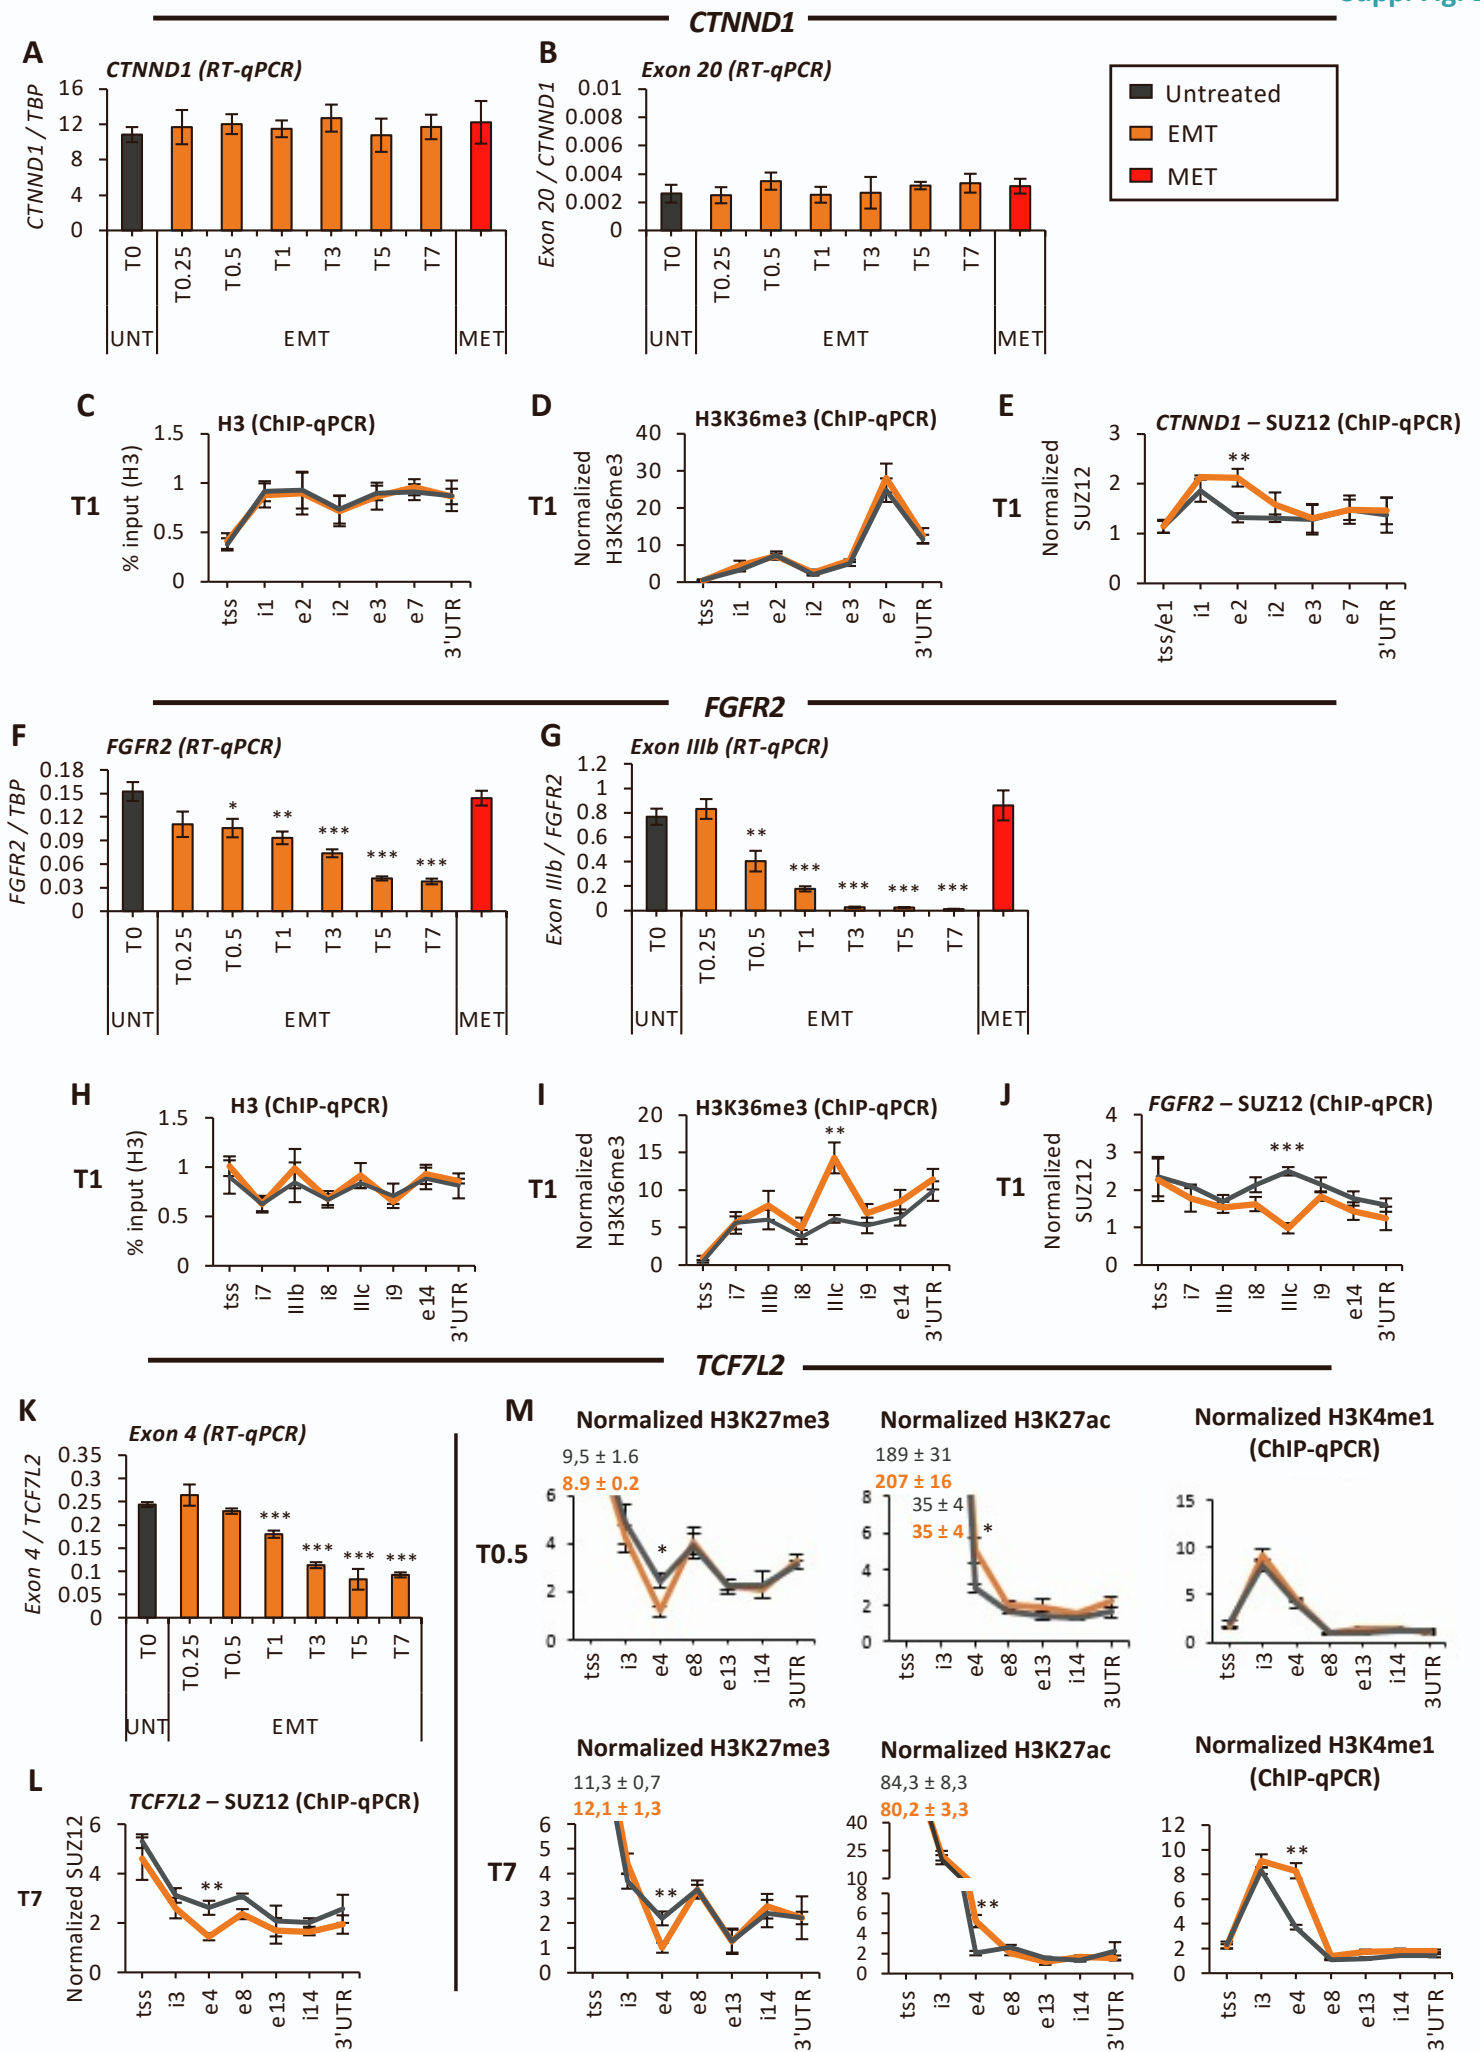 CTNND1
A
CTNND1 (RT-qPCR)
CTNND1 / TBP
16
12
8
4
0
T0
T0.25
T0.5
T1
T3
T5
T7
UNT
EMT
MET
B
Exon 20 (RT-qPCR)
Exon 20 / CTNND1
0.01
0.008
0.006
0.004
0.002
0
T0
T0.25
T0.5
T1
T3
T5
T7
UNT
EMT
MET
Untreated
EMT
MET
C
H3 (ChIP-qPCR)
T1
% input (H3)
1.5
1
0.5
0
tss
i1
e2
i2
e3
e7
3'UTR
D
H3K36me3 (ChIP-qPCR)
T1
Normalized
H3K36me3
40
30
20
10
0
tss
i1
e2
i2
e3
e7
3'UTR
E
CTNND1 – SUZ12 (ChIP-qPCR)
T1
Normalized
SUZ12
3
2
1
0
**
tss/e1
i1
e2
i2
e3
e7
3'UTR
FGFR2
F
FGFR2 (RT-qPCR)
FGFR2 / TBP
0.18
0.15
0.12
0.09
0.06
0.03
0
*
**
***
***
***
T0
T0.25
T0.5
T1
T3
T5
T7
UNT
EMT
MET
G
Exon IIIb (RT-qPCR)
Exon IIIb / FGFR2
1.2
1
0.8
0.6
0.4
0.2
0
**
***
***
***
***
T0
T0.25
T0.5
T1
T3
T5
T7
UNT
EMT
MET
H
H3 (ChIP-qPCR)
T1
% input (H3)
1.5
1
0.5
0
tss
i7
IIIb
i8
IIIc
i9
e14
3'UTR
I
H3K36me3 (ChIP-qPCR)
T1
Normalized
H3K36me3
20
15
10
5
0
**
tss
i7
IIIb
i8
IIIc
i9
e14
3'UTR
J
FGFR2 – SUZ12 (ChIP-qPCR)
T1
Normalized
SUZ12
4
3
2
1
0
***
tss
i7
IIIb
i8
IIIc
i9
e14
3'UTR
TCF7L2
K
Exon 4 (RT-qPCR)
Exon 4 / TCF7L2
0.35
0.3
0.25
0.2
0.15
0.1
0.05
0
***
***
***
***
T0
T0.25
T0.5
T1
T3
T5
T7
UNT
EMT
L
TCF7L2 – SUZ12 (ChIP-qPCR)
T7
Normalized SUZ12
6
4
2
0
**
tss
i3
e4
e8
e13
i14
3'UTR
M
T0.5
Normalized H3K27me3
9,5 ± 1.6
8.9 ± 0.2
6
4
2
0
*
tss
i3
e4
e8
e13
i14
3UTR
Normalized H3K27ac
189 ± 31
207 ± 16
35 ± 4
35 ± 4
8
6
4
2
0
*
tss
i3
e4
e8
e13
i14
3UTR
Normalized H3K4me1
(ChIP-qPCR)
15
10
5
0
tss
i3
e4
e8
e13
i14
3UTR
T7
Normalized H3K27me3
11,3 ± 0,7
12,1 ± 1,3
6
5
4
3
2
1
0
**
tss
i3
e4
e8
e13
i14
3'UTR
Normalized H3K27ac
84,3 ± 8,3
80,2 ± 3,3
40
25
10
8
6
4
2
0
**
tss
i3
e4
e8
e13
i14
3'UTR
Normalized H3K4me1
(ChIP-qPCR)
12
10
8
6
4
2
0
**
tss
i3
e4
e8
e13
i14
3'UTR